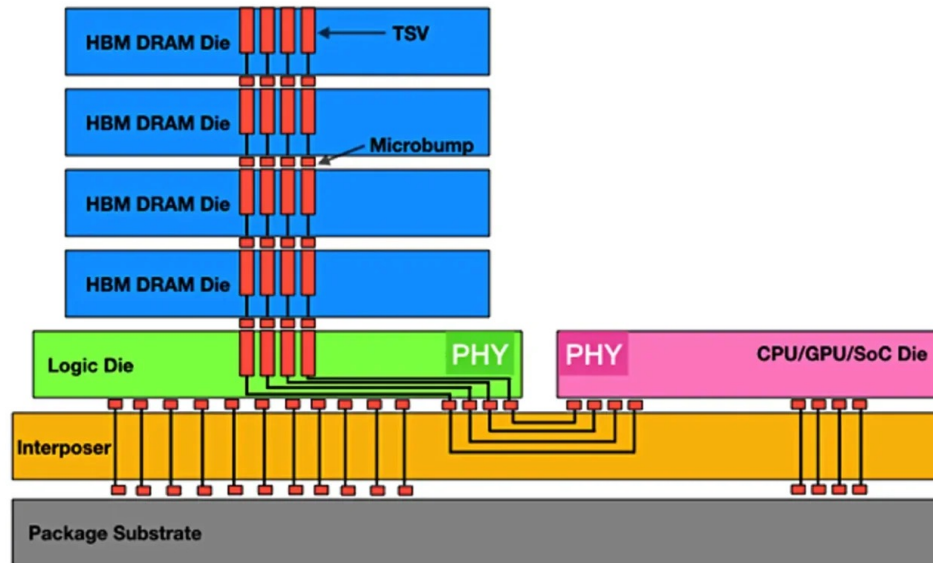 HBM DRAM Die
TSV
HBM DRAM Die
Microbump
HBM DRAM Die
HBM DRAM Die
Logic Die
PHY
PHY
CPU/GPU/SoC Die
Interposer
Package Substrate